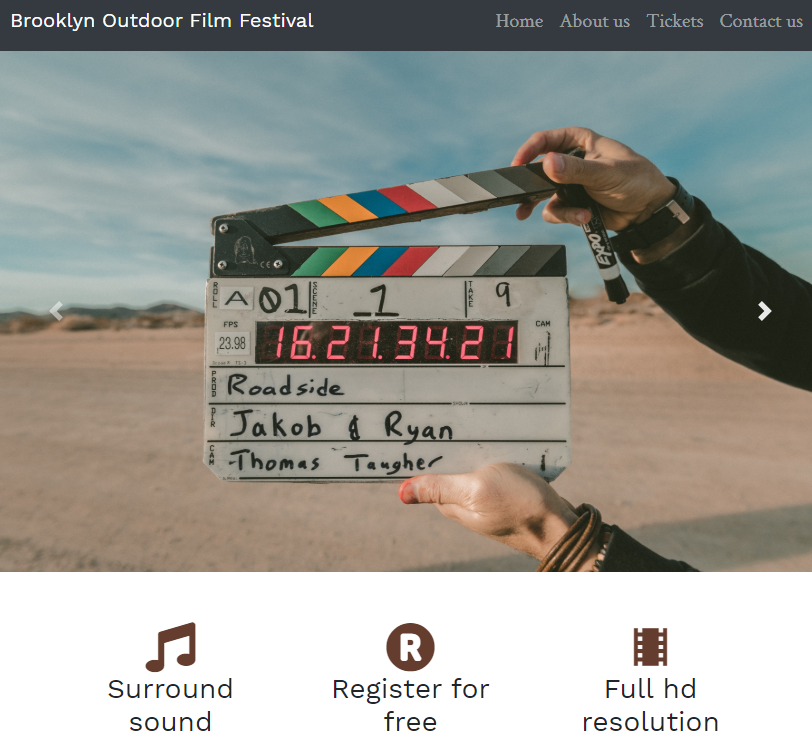 Brooklyn Outdoor Film Festival
Home About us Tickets Contact us
EXPO
ROLL A 01 SCENE 1 TAKE 9
FPS CAM
23.98 16.21.34.21
PROD Roadside
DIR Jakob & Ryan
CAM Thomas Taugher
R
Surround sound
Register for free
Full hd resolution